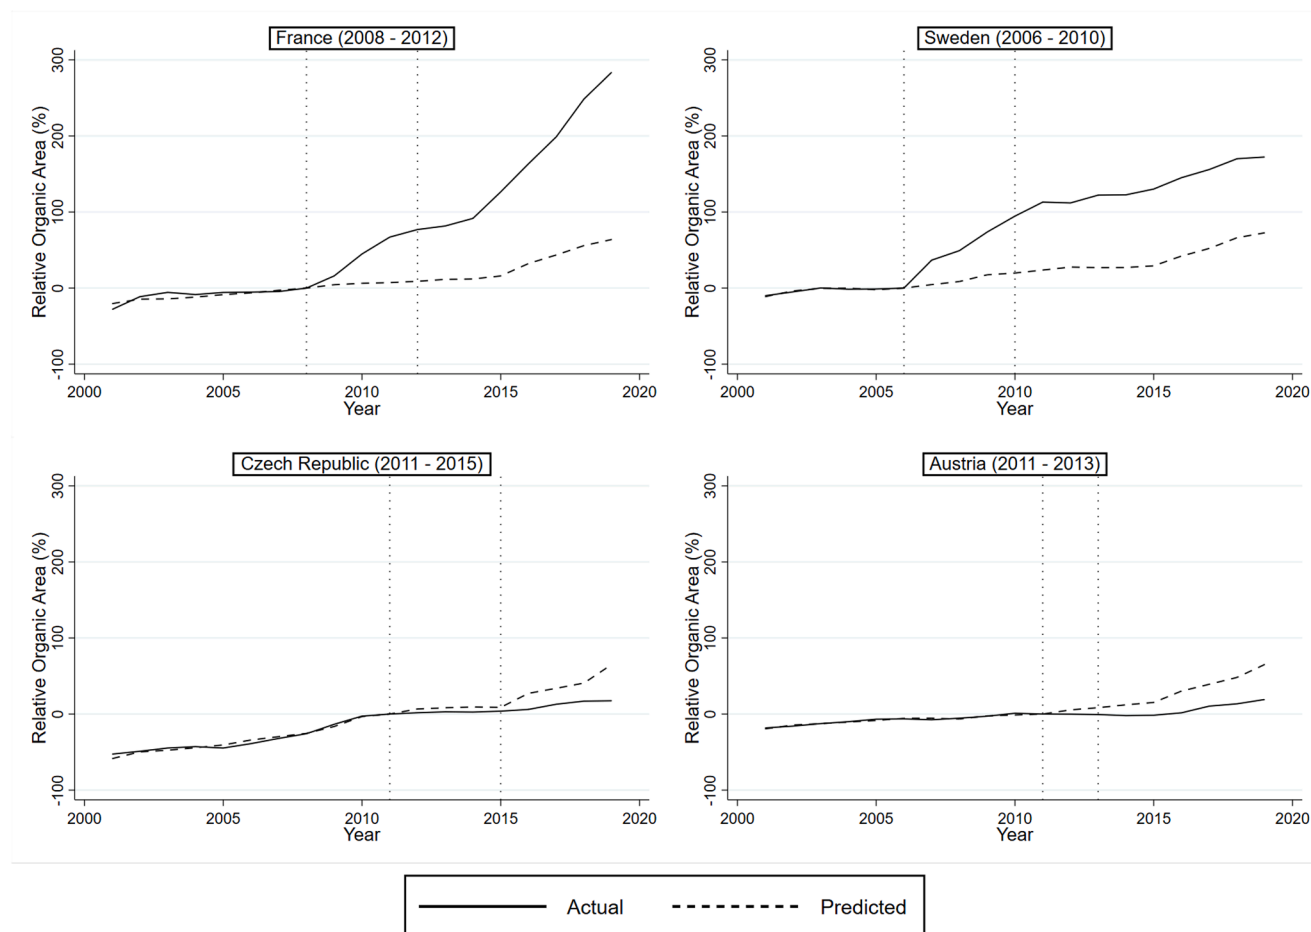 France (2008 - 2012)
Relative Organic Area (%)
300
200
100
0
-100
2000 2005 2010 2015 2020
Year
Sweden (2006 - 2010)
Relative Organic Area (%)
300
200
100
0
-100
2000 2005 2010 2015 2020
Year
Czech Republic (2011 - 2015)
Relative Organic Area (%)
300
200
100
0
-100
2000 2005 2010 2015 2020
Year
Austria (2011 - 2013)
Relative Organic Area (%)
300
200
100
0
-100
2000 2005 2010 2015 2020
Year
Actual Predicted